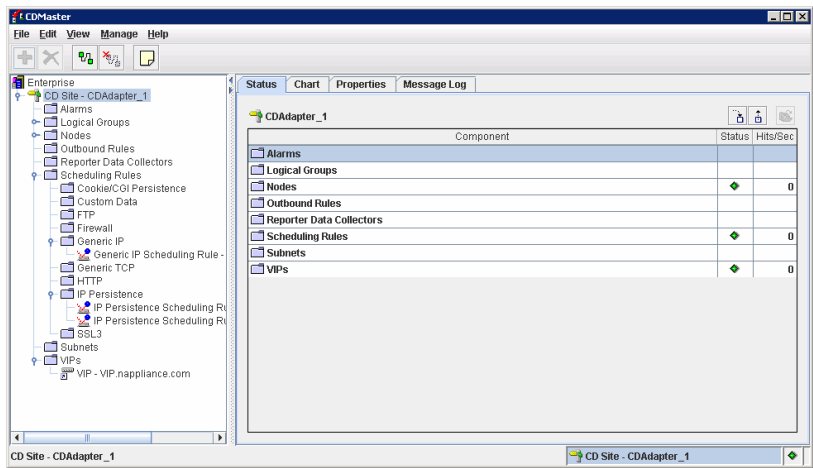 CDMaster
File Edit View Manage Help
Enterprise
CD Site - CDAdapter_1
Alarms
Logical Groups
Nodes
Outbound Rules
Reporter Data Collectors
Scheduling Rules
Cookie/CGI Persistence
Custom Data
FTP
Firewall
Generic IP
Generic IP Scheduling Rule -
Generic TCP
HTTP
IP Persistence
IP Persistence Scheduling Ru
IP Persistence Scheduling Ru
SSL3
Subnets
VIPs
VIP - VIP.nappliance.com
Status Chart Properties Message Log
CDAdapter_1
Component Status Hits/Sec
Alarms
Logical Groups
Nodes 0
Outbound Rules
Reporter Data Collectors
Scheduling Rules 0
Subnets
VIPs 0
CD Site - CDAdapter_1
CD Site - CDAdapter_1